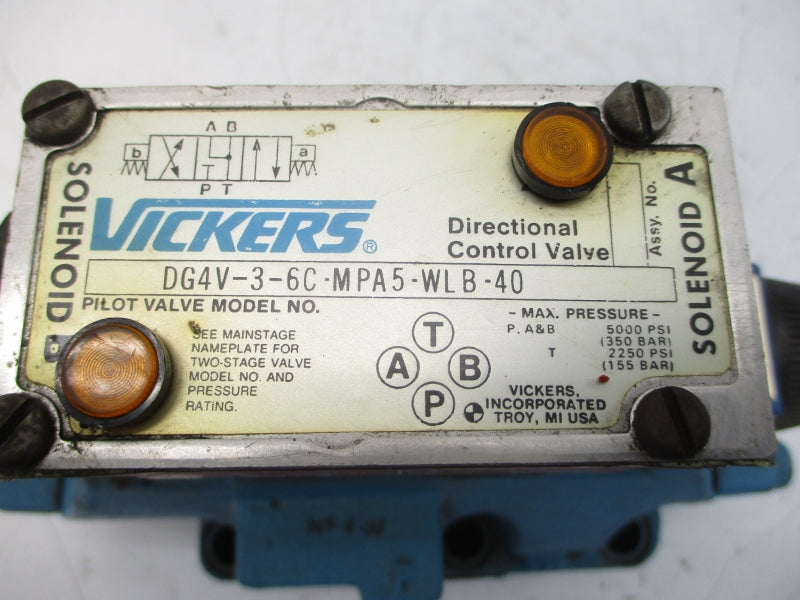 A B
b
a
T
P T
SOLENOID
SOLENOID A
VICKERS®
Directional
Control Valve
Assy. No.
DG4V-3-6C-MPA5-WLB-40
PILOT VALVE MODEL NO.
SEE MAINSTAGE
NAMEPLATE FOR
TWO-STAGE VALVE
MODEL NO. AND
PRESSURE
RATING.
T
A B
P
- MAX. PRESSURE -
P, A&B 5000 PSI
(350 BAR)
T 2250 PSI
(155 BAR)
VICKERS,
INCORPORATED
TROY, MI USA